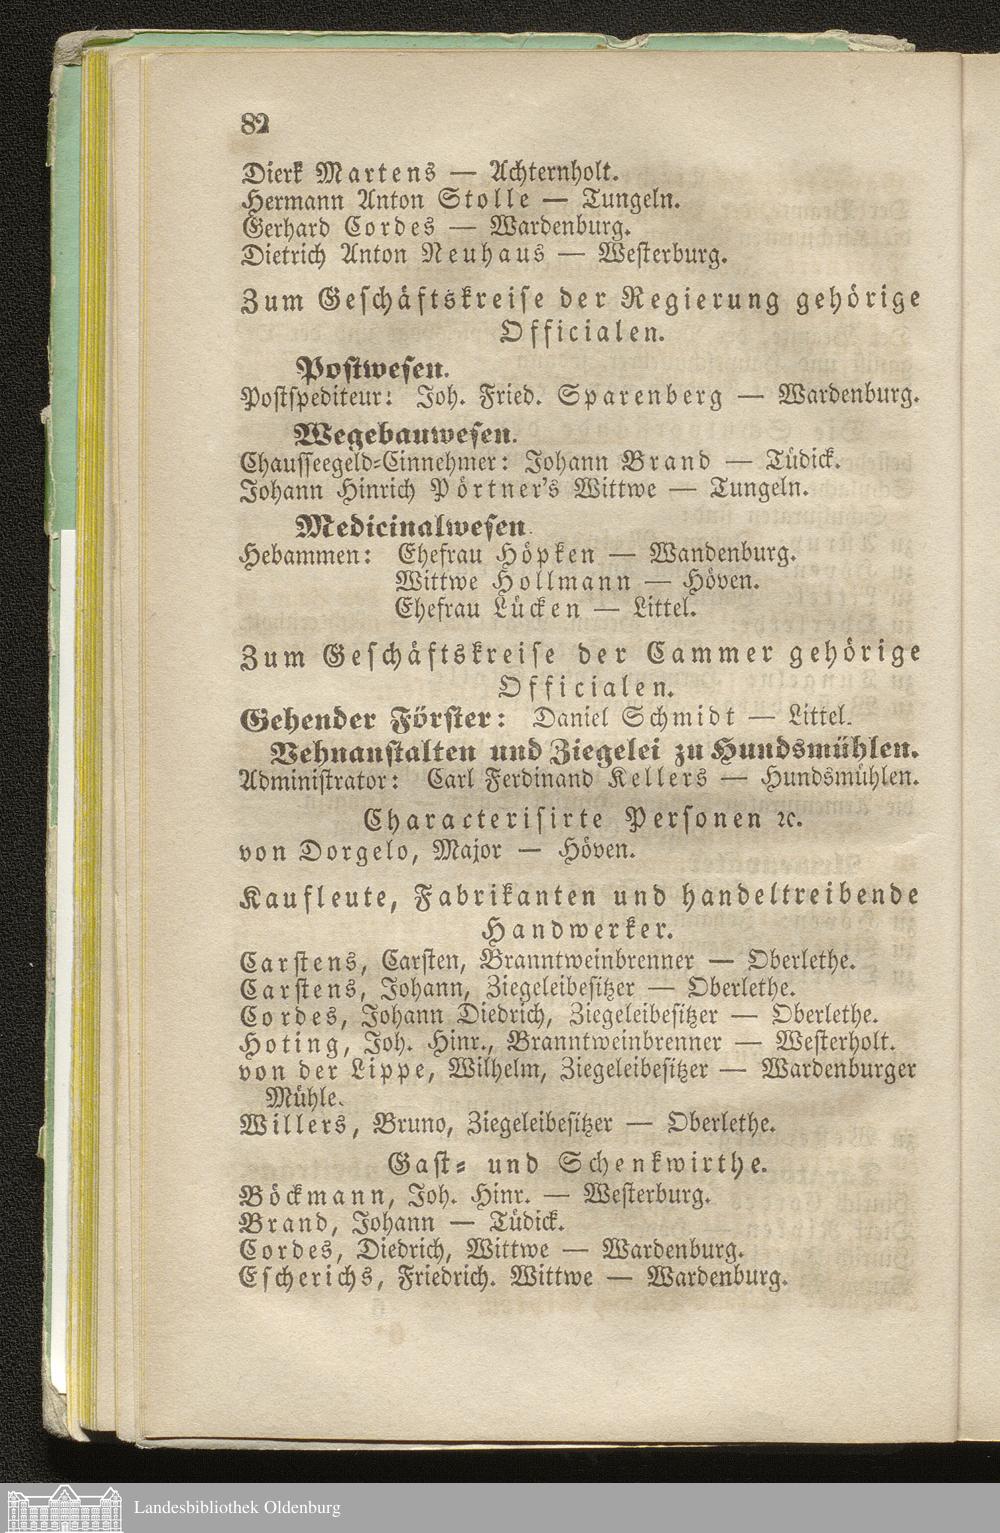 82
Dierk Martens — Achternholt.
Hermann Anton Stolle — Tungeln.
Gerhard Cordes — Wardenburg.
Dietrich Anton Neuhaus — Westerburg.
Zum Geschäftskreise der Regierung gehörige
Officialen.
Postwesen.
Postspediteur: Joh. Fried. Sparenberg — Wardenburg.
Wegebauwesen.
Chausseegeld-Einnehmer: Johann Brand — Tüdick.
Johann Hinrich Pörtner's Wittwe — Tungeln.
Medicinalwesen.
Hebammen: Ehefrau Höpken — Wandenburg.
Wittwe Hollmann — Höven.
Ehefrau Lücken — Littel.
Zum Geschäftskreise der Cammer gehörige
Officialen.
Gehender Förster: Daniel Schmidt — Littel.
Vehnanstalten und Ziegelei zu Hundsmühlen.
Administrator: Carl Ferdinand Kellers — Hundsmühlen.
Characterisirte Personen ꝛc.
von Dorgelo, Major — Höven.
Kaufleute, Fabrikanten und handeltreibende
Handwerker.
Carstens, Carsten, Branntweinbrenner — Oberlethe.
Carstens, Johann, Ziegeleibesitzer — Oberlethe.
Cordes, Johann Diedrich, Ziegeleibesitzer — Oberlethe.
Hoting, Joh. Hinr., Branntweinbrenner — Westerholt.
von der Lippe, Wilhelm, Ziegeleibesitzer — Wardenburger
Mühle.
Willers, Bruno, Ziegeleibesitzer — Oberlethe.
Gast- und Schenkwirthe.
Böckmann, Joh. Hinr. — Westerburg.
Brand, Johann — Tüdick.
Cordes, Diedrich, Wittwe — Wardenburg.
Escherichs, Friedrich. Wittwe — Wardenburg.
Landesbibliothek Oldenburg